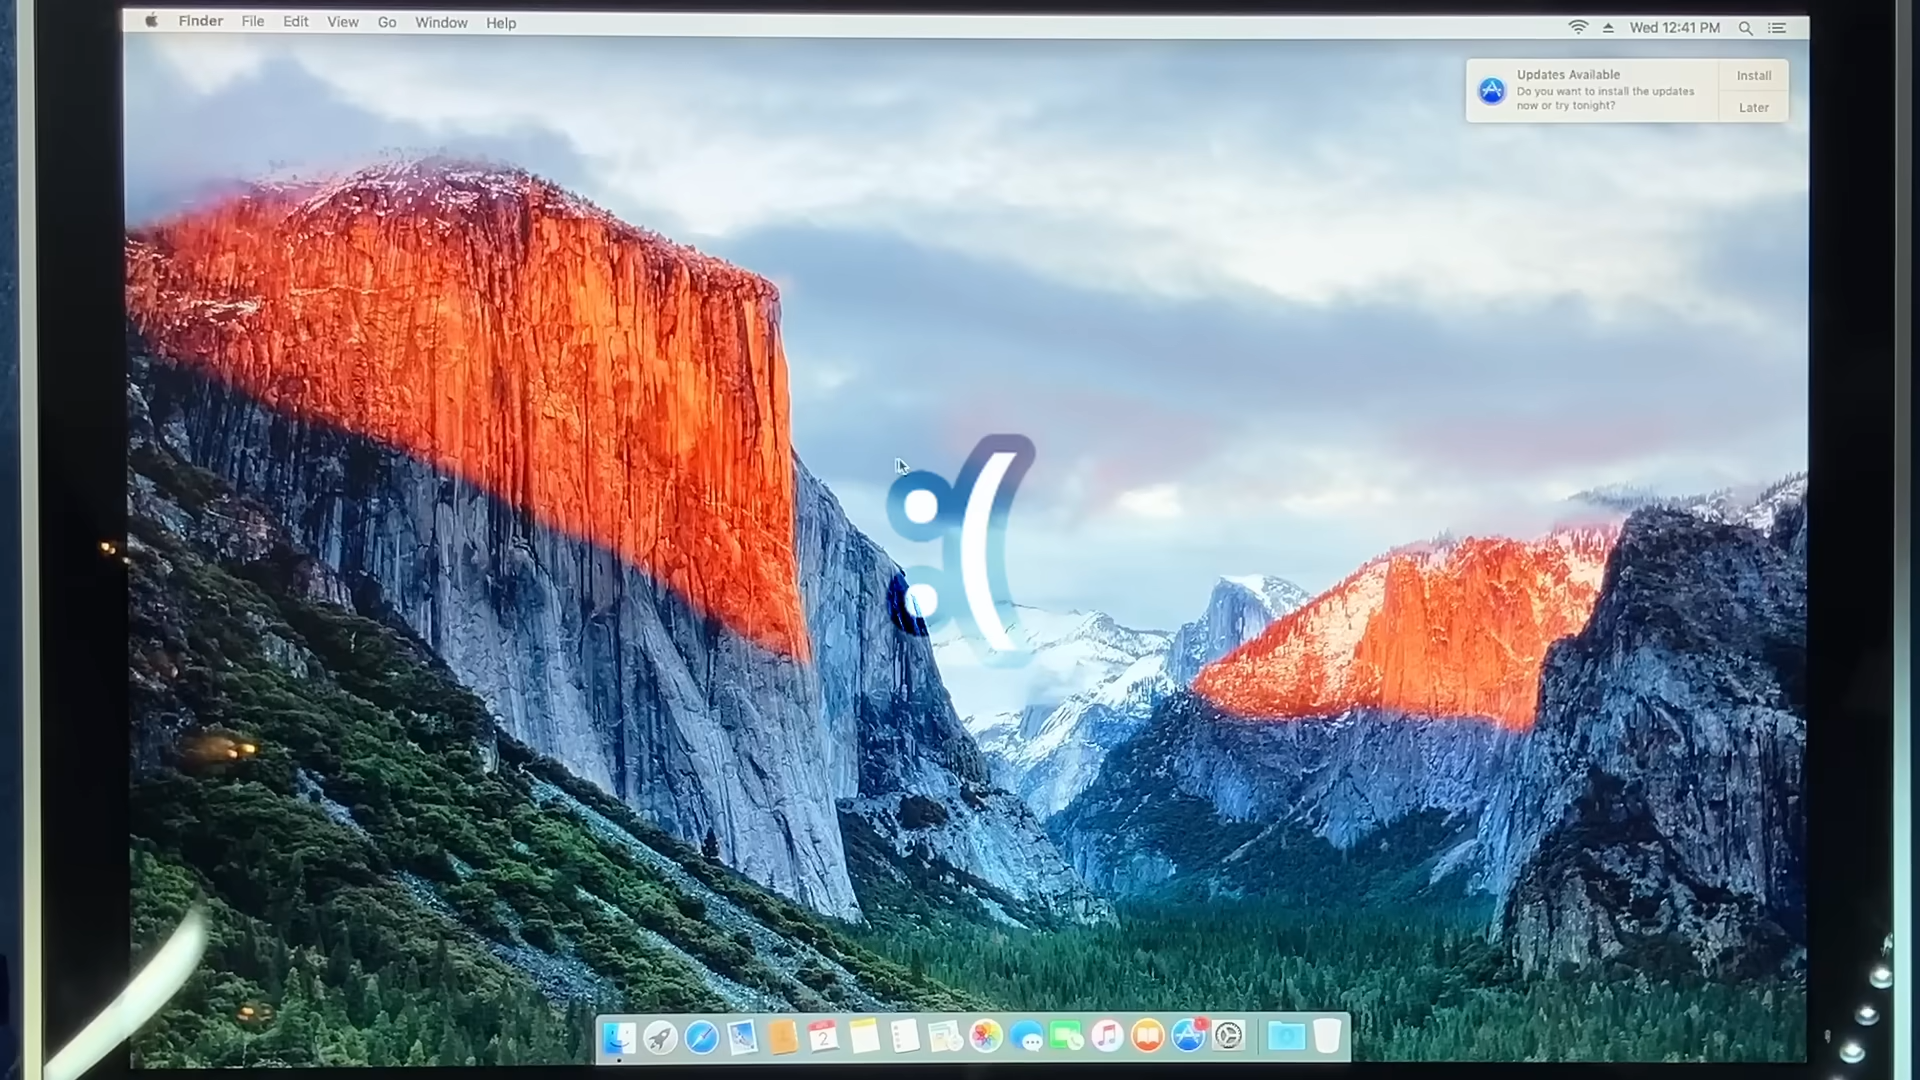 Finder File Edit View Go Window Help
Wed 12:41 PM
Updates Available
Do you want to install the updates
now or try tonight?
Install
Later
:(
2